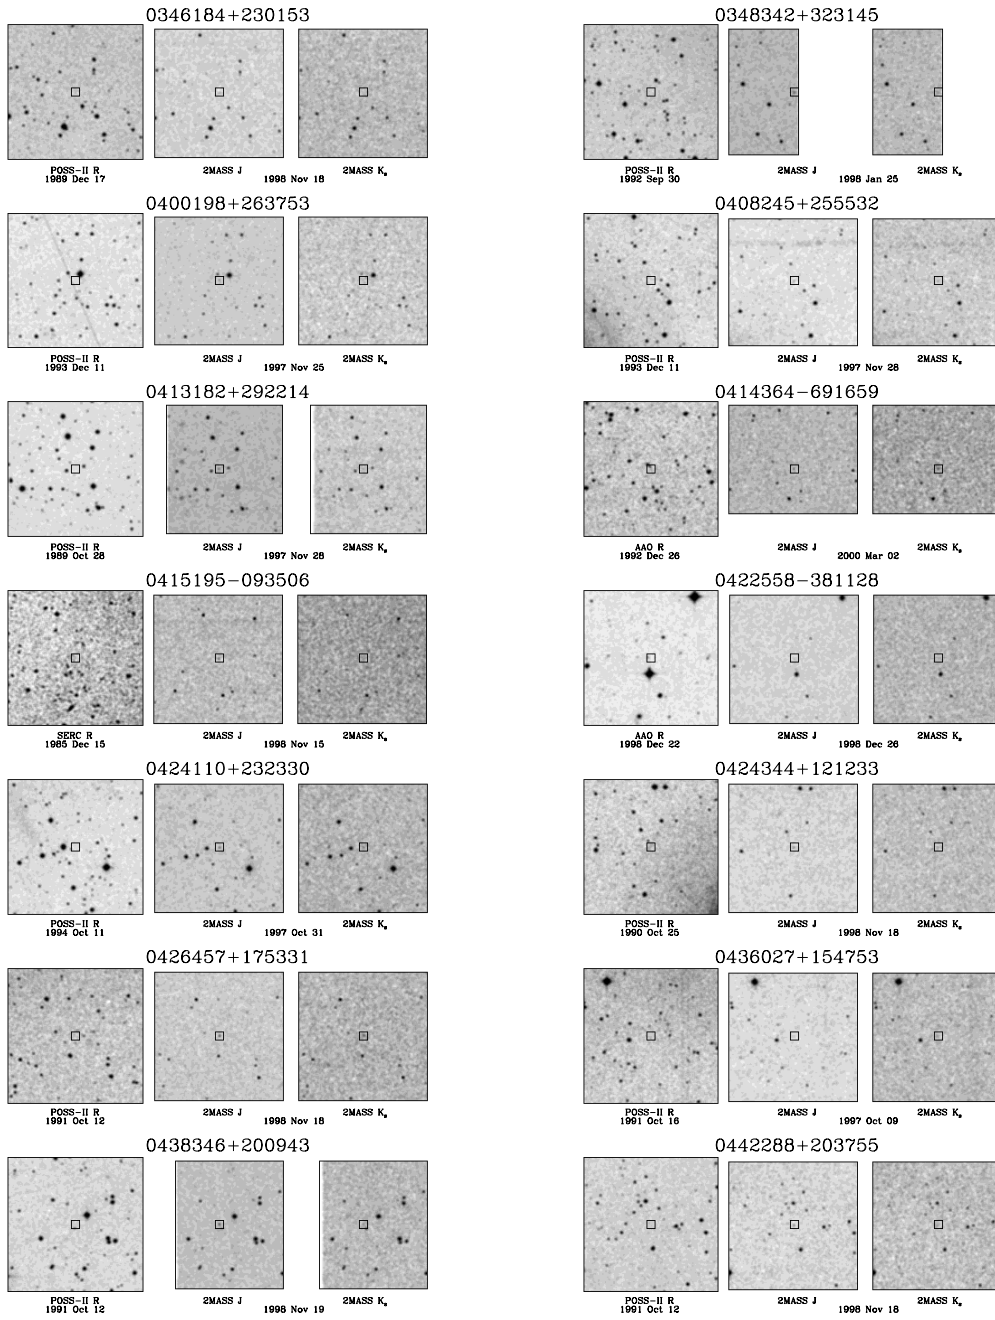 0346184+230153
POSS-II R 2MASS J 2MASS Ks
1989 Dec 17 1998 Nov 18
0348342+323145
POSS-II R 2MASS J 2MASS Ks
1992 Sep 30 1998 Jan 25
0400198+263753
POSS-II R 2MASS J 2MASS Ks
1993 Dec 11 1997 Nov 25
0408245+255532
POSS-II R 2MASS J 2MASS Ks
1993 Dec 11 1997 Nov 28
0413182+292214
POSS-II R 2MASS J 2MASS Ks
1989 Oct 28 1997 Nov 28
0414364-691659
AAO R 2MASS J 2MASS Ks
1992 Dec 26 2000 Mar 02
0415195-093506
SERC R 2MASS J 2MASS Ks
1985 Dec 15 1998 Nov 15
0422558-381128
AAO R 2MASS J 2MASS Ks
1998 Dec 22 1998 Dec 26
0424110+232330
POSS-II R 2MASS J 2MASS Ks
1994 Oct 11 1997 Oct 31
0424344+121233
POSS-II R 2MASS J 2MASS Ks
1990 Oct 25 1998 Nov 18
0426457+175331
POSS-II R 2MASS J 2MASS Ks
1991 Oct 12 1998 Nov 18
0436027+154753
POSS-II R 2MASS J 2MASS Ks
1991 Oct 16 1997 Oct 09
0438346+200943
POSS-II R 2MASS J 2MASS Ks
1991 Oct 12 1998 Nov 19
0442288+203755
POSS-II R 2MASS J 2MASS Ks
1991 Oct 12 1998 Nov 18